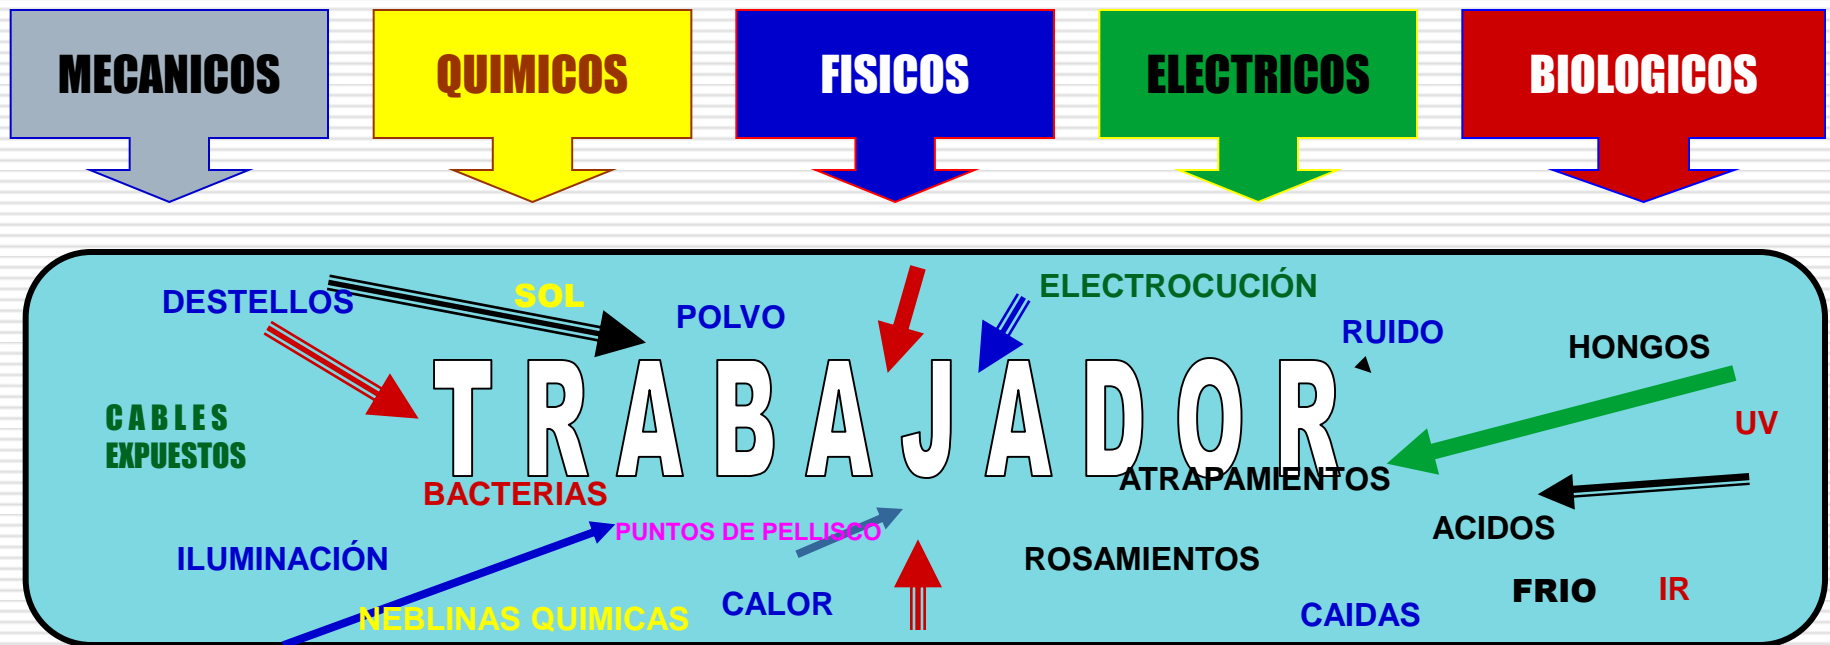 MECANICOS
QUIMICOS
FISICOS
ELECTRICOS
BIOLOGICOS
DESTELLOS
SOL
POLVO
ELECTROCUCIÓN
RUIDO
HONGOS
CABLES
EXPUESTOS
TRABAJADOR
UV
BACTERIAS
ATRAPAMIENTOS
PUNTOS DE PELLISCO
ACIDOS
ILUMINACIÓN
ROSAMIENTOS
NEBLINAS QUIMICAS
CALOR
CAIDAS
FRIO
IR